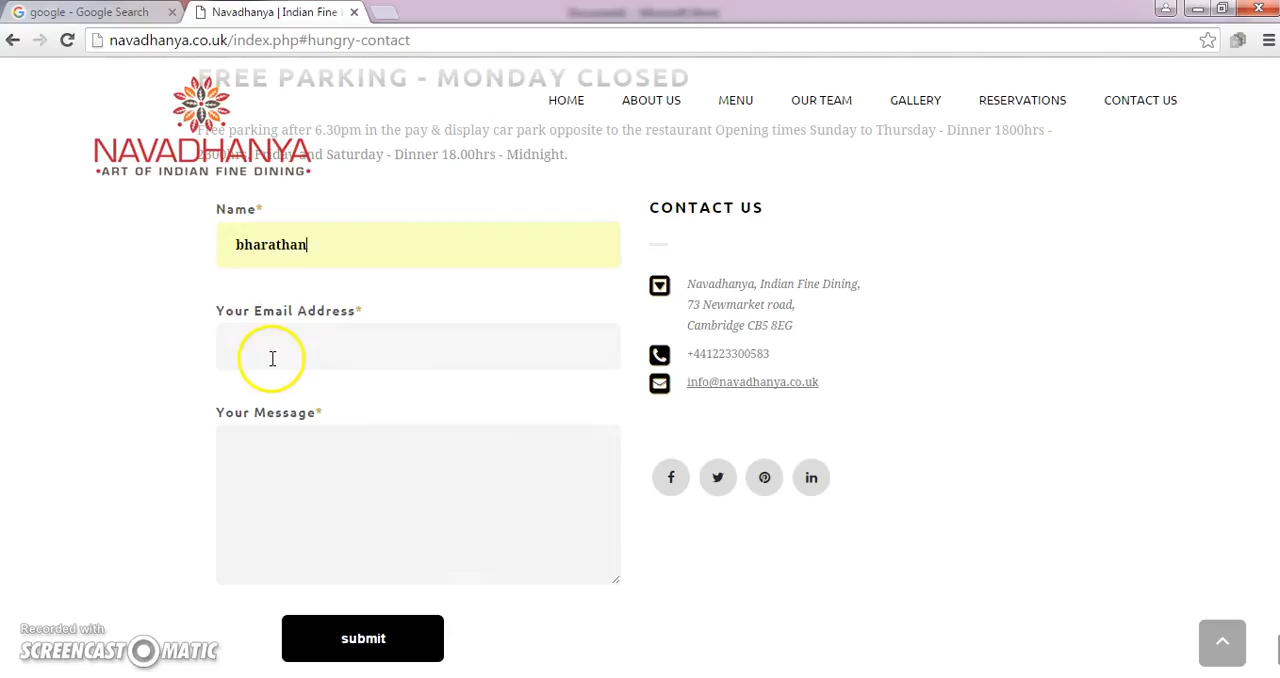 google - Google Search
Navadhanya | Indian Fine
navadhanya.co.uk/index.php#hungry-contact
FREE PARKING - MONDAY CLOSED
HOME
ABOUT US
MENU
OUR TEAM
GALLERY
RESERVATIONS
CONTACT US
Free parking after 6.30pm in the pay & display car park opposite to the restaurant Opening times Sunday to Thursday - Dinner 1800hrs -
Friday and Saturday - Dinner 18.00hrs - Midnight.
NAVADHANYA
•ART OF INDIAN FINE DINING•
Name*
bharathan
Your Email Address*
Your Message*
submit
CONTACT US
Navadhanya, Indian Fine Dining,
73 Newmarket road,
Cambridge CB5 8EG
+441223300583
info@navadhanya.co.uk
Recorded with
SCREENCAST-O-MATIC